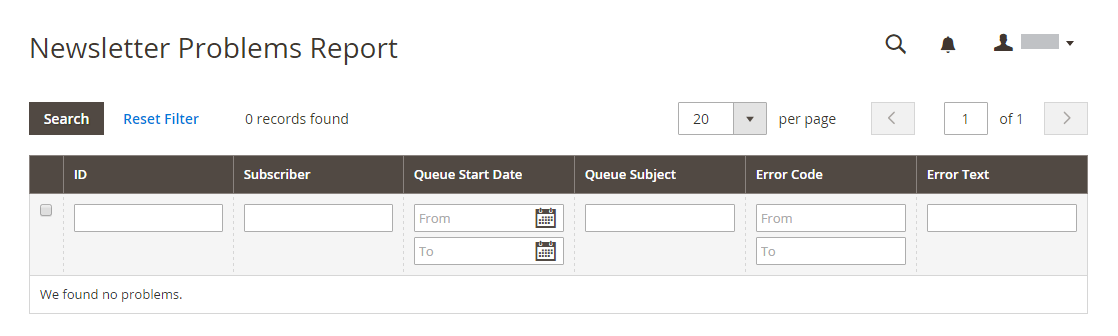 Newsletter Problems Report
Search Reset Filter 0 records found 20 per page 1 of 1
ID Subscriber Queue Start Date Queue Subject Error Code Error Text
From From
To To
We found no problems.